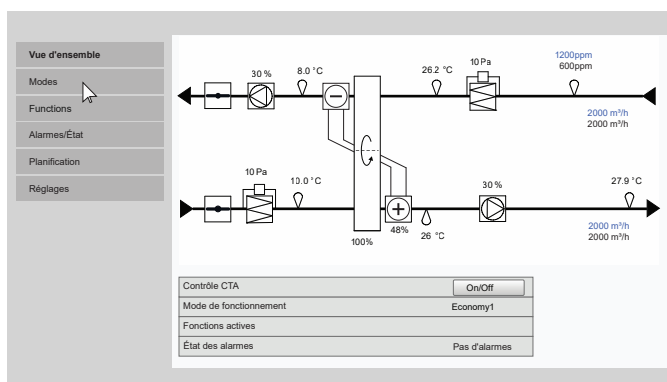 Vue d'ensemble
Modes
Functions
Alarmes/État
Planification
Réglages
30 %
8.0 °C
26.2 °C
10 Pa
1200ppm
600ppm
2000 m³/h
2000 m³/h
10 Pa
10.0 °C
100%
48%
26 °C
30 %
27.9 °C
2000 m³/h
2000 m³/h
Contrôle CTA On/Off
Mode de fonctionnement Economy1
Fonctions actives
État des alarmes Pas d'alarmes